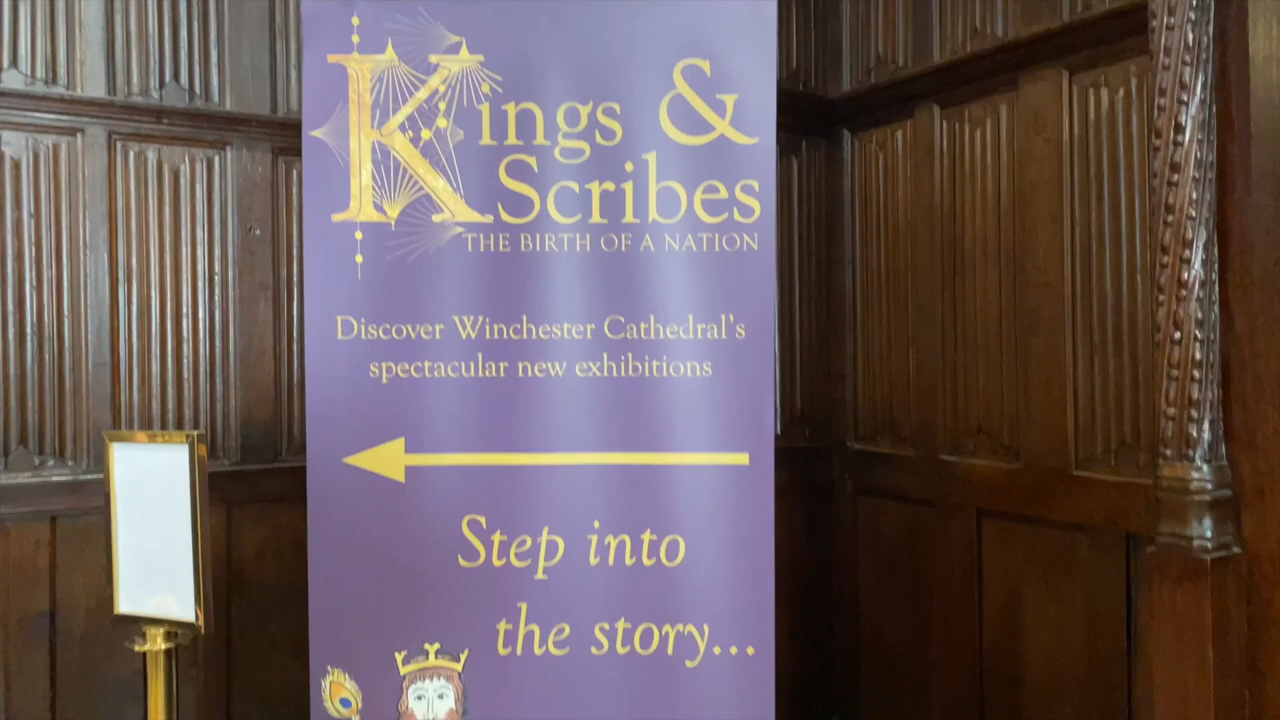 Kings &
Scribes
THE BIRTH OF A NATION
Discover Winchester Cathedral's
spectacular new exhibitions
Step into
the story...